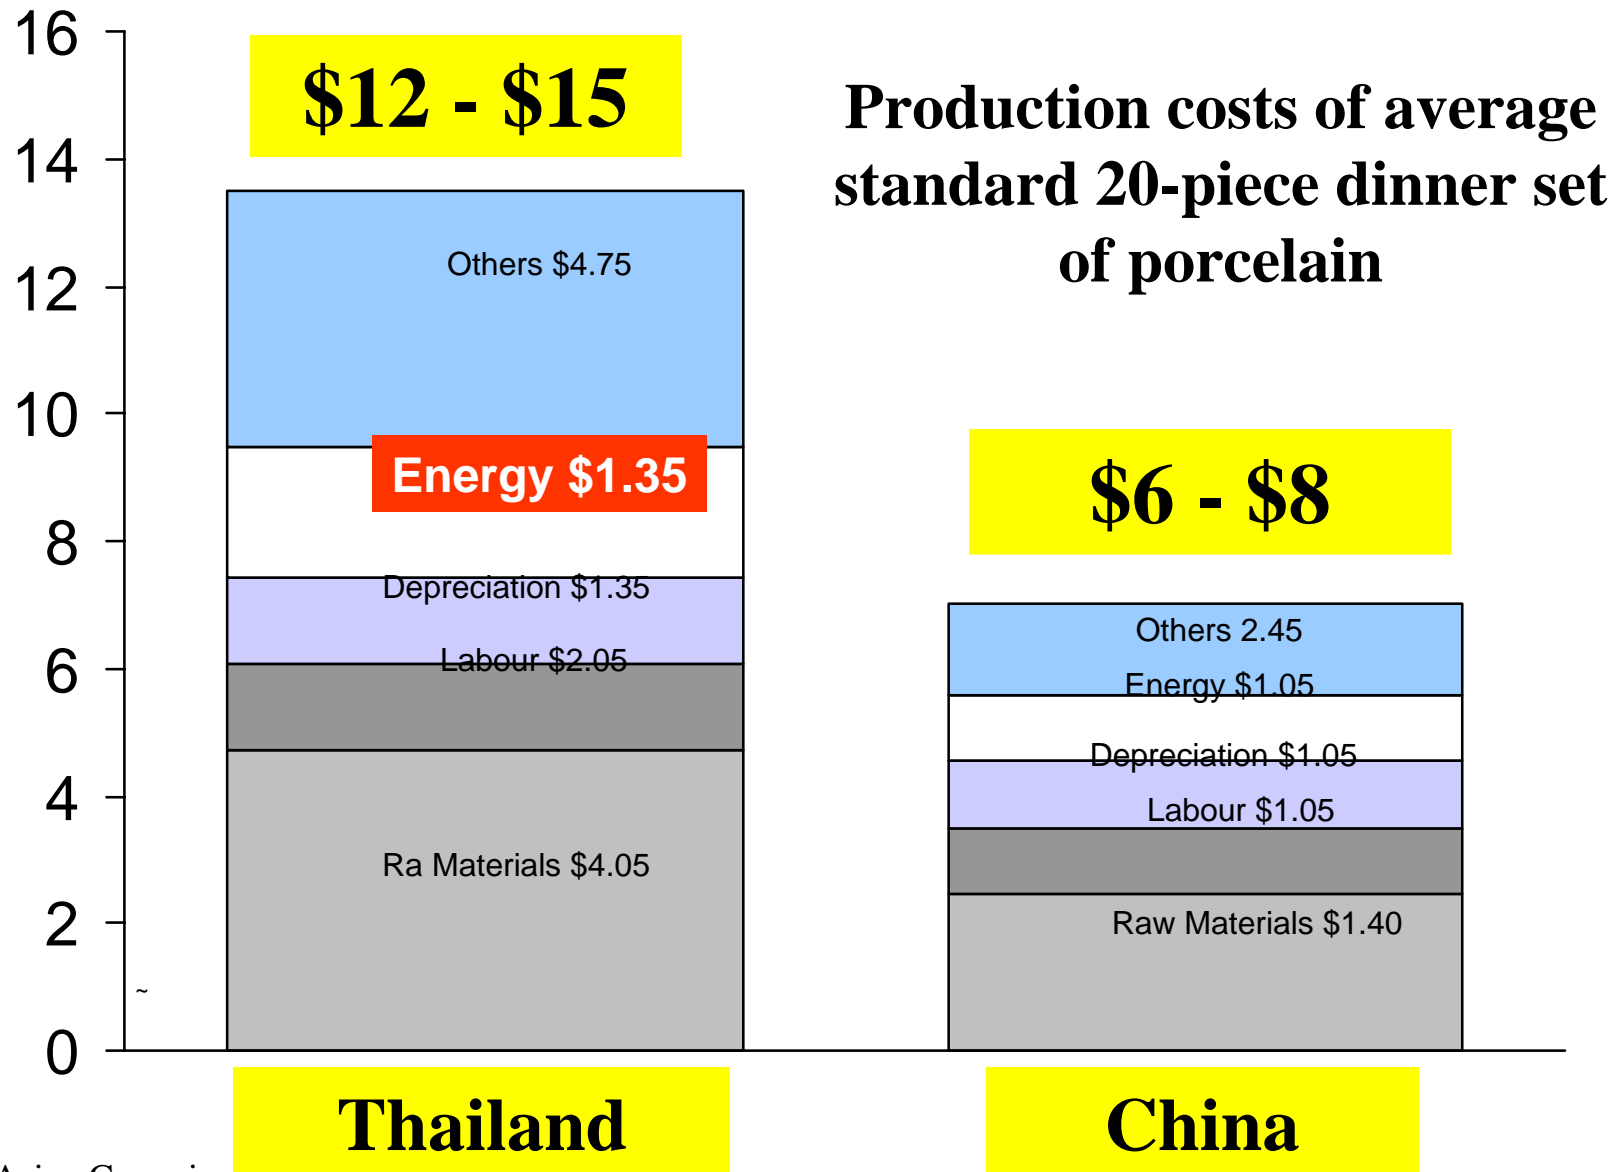 16
14
12
10
8
6
4
2
0
~
$12 - $15
Others $4.75
Energy $1.35
Depreciation $1.35
Labour $2.05
Ra Materials $4.05
Thailand
Production costs of average
standard 20-piece dinner set
of porcelain
$6 - $8
Others 2.45
Energy $1.05
Depreciation $1.05
Labour $1.05
Raw Materials $1.40
China